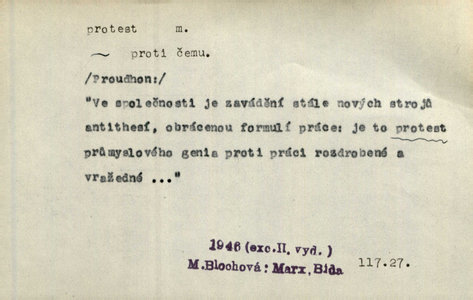 protest m.
~ proti čemu.
/Proudhon:/
"Ve společnosti je zavádění stále nových strojů
antithesí, obrácenou formulí práce: je to protest
průmyslového genia proti práci rozdrobené a
vražedné ..."
1946 (exc.II, vyd.)
M.Blochová: Marx, Bída
117.27.